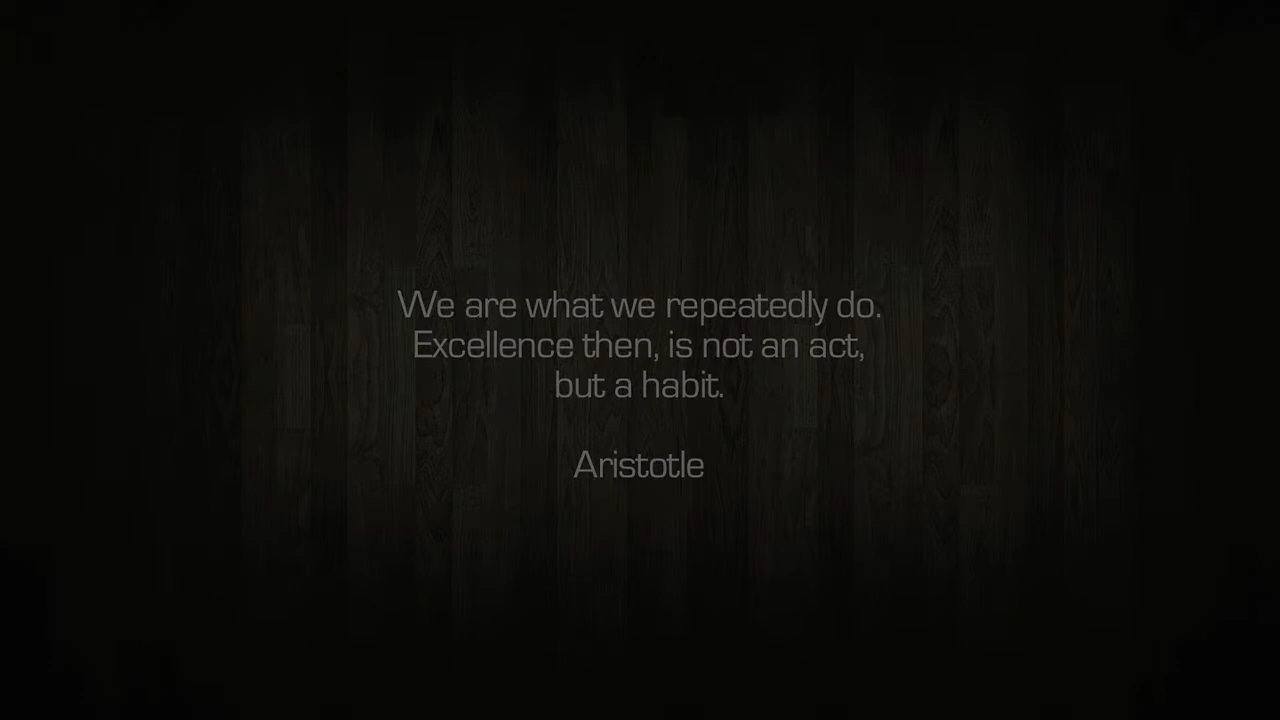 We are what we repeatedly do.
Excellence then, is not an act,
but a habit.
Aristotle